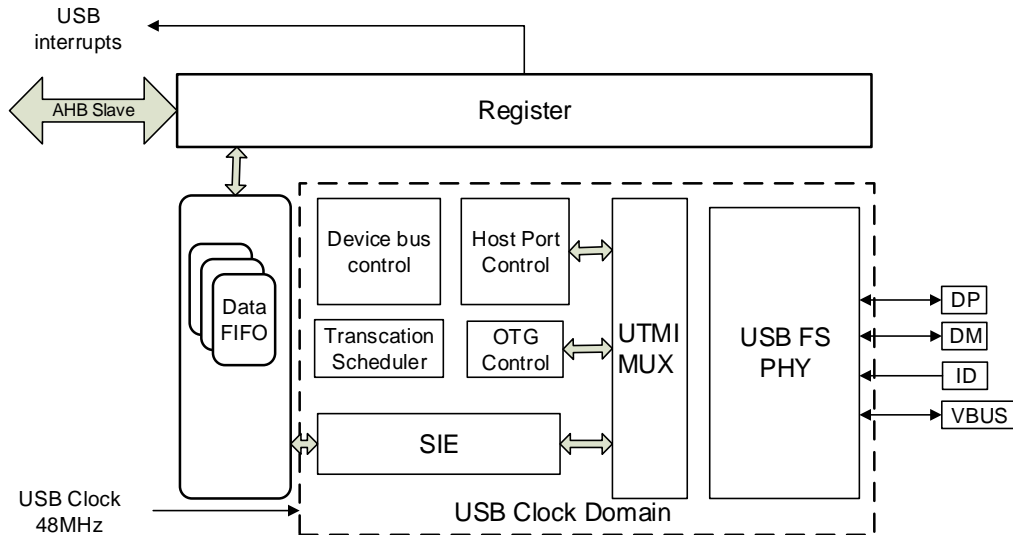 USB
interrupts
AHB Slave
Register
Device bus
control
Host Port
Control
Data
FIFO
Transcation
Scheduler
OTG
Control
UTMI
MUX
USB FS
PHY
DP
DM
ID
VBUS
SIE
USB Clock
48MHz
USB Clock Domain